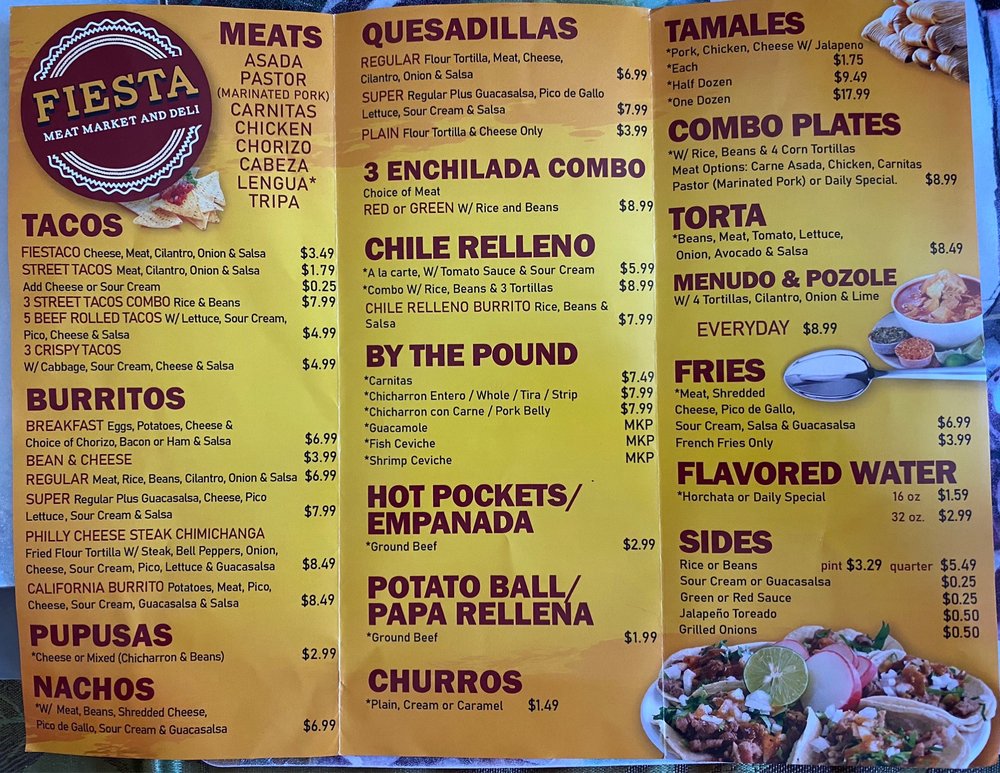 FIESTA
MEAT MARKET AND DELI
MEATS
ASADA
PASTOR
(MARINATED PORK)
CARNITAS
CHICKEN
CHORIZO
CABEZA
LENGUA*
TRIPA
TACOS
FIESTACO Cheese, Meat, Cilantro, Onion & Salsa $3.49
STREET TACOS Meat, Cilantro, Onion & Salsa $1.79
Add Cheese or Sour Cream $0.25
3 STREET TACOS COMBO Rice & Beans $7.99
5 BEEF ROLLED TACOS W/ Lettuce, Sour Cream,
Pico, Cheese & Salsa $4.99
3 CRISPY TACOS
W/ Cabbage, Sour Cream, Cheese & Salsa $4.99
BURRITOS
BREAKFAST Eggs, Potatoes, Cheese &
Choice of Chorizo, Bacon or Ham & Salsa $6.99
BEAN & CHEESE $3.99
REGULAR Meat, Rice, Beans, Cilantro, Onion & Salsa $6.99
SUPER Regular Plus Guacasalsa, Cheese, Pico
Lettuce, Sour Cream & Salsa $7.99
PHILLY CHEESE STEAK CHIMICHANGA
Fried Flour Tortilla W/ Steak, Bell Peppers, Onion,
Cheese, Sour Cream, Pico, Lettuce & Guacasalsa $8.49
CALIFORNIA BURRITO Potatoes, Meat, Pico,
Cheese, Sour Cream, Guacasalsa & Salsa $8.49
PUPUSAS
*Cheese or Mixed (Chicharron & Beans) $2.99
NACHOS
*W/ Meat, Beans, Shredded Cheese,
Pico de Gallo, Sour Cream & Guacasalsa $6.99
QUESADILLAS
REGULAR Flour Tortilla, Meat, Cheese,
Cilantro, Onion & Salsa $6.99
SUPER Regular Plus Guacasalsa, Pico de Gallo
Lettuce, Sour Cream & Salsa $7.99
PLAIN Flour Tortilla & Cheese Only $3.99
3 ENCHILADA COMBO
Choice of Meat
RED or GREEN W/ Rice and Beans $8.99
CHILE RELLENO
*A la carte, W/ Tomato Sauce & Sour Cream $5.99
*Combo W/ Rice, Beans & 3 Tortillas $8.99
CHILE RELLENO BURRITO Rice, Beans &
Salsa $7.99
BY THE POUND
*Carnitas $7.49
*Chicharron Entero / Whole / Tira / Strip $7.99
*Chicharron con Carne / Pork Belly $7.99
*Guacamole MKP
*Fish Ceviche MKP
*Shrimp Ceviche MKP
HOT POCKETS/
EMPANADA
*Ground Beef $2.99
POTATO BALL/
PAPA RELLENA
*Ground Beef $1.99
CHURROS
*Plain, Cream or Caramel $1.49
TAMALES
*Pork, Chicken, Cheese W/ Jalapeno
*Each $1.75
*Half Dozen $9.49
*One Dozen $17.99
COMBO PLATES
*W/ Rice, Beans & 4 Corn Tortillas
Meat Options: Carne Asada, Chicken, Carnitas
Pastor (Marinated Pork) or Daily Special. $8.99
TORTA
*Beans, Meat, Tomato, Lettuce,
Onion, Avocado & Salsa $8.49
MENUDO & POZOLE
W/ 4 Tortillas, Cilantro, Onion & Lime
EVERYDAY $8.99
FRIES
*Meat, Shredded
Cheese, Pico de Gallo,
Sour Cream, Salsa & Guacasalsa $6.99
French Fries Only $3.99
FLAVORED WATER
*Horchata or Daily Special 16 oz $1.59
32 oz. $2.99
SIDES
Rice or Beans pint $3.29 quarter $5.49
Sour Cream or Guacasalsa $0.25
Green or Red Sauce $0.25
Jalapeño Toreado $0.50
Grilled Onions $0.50